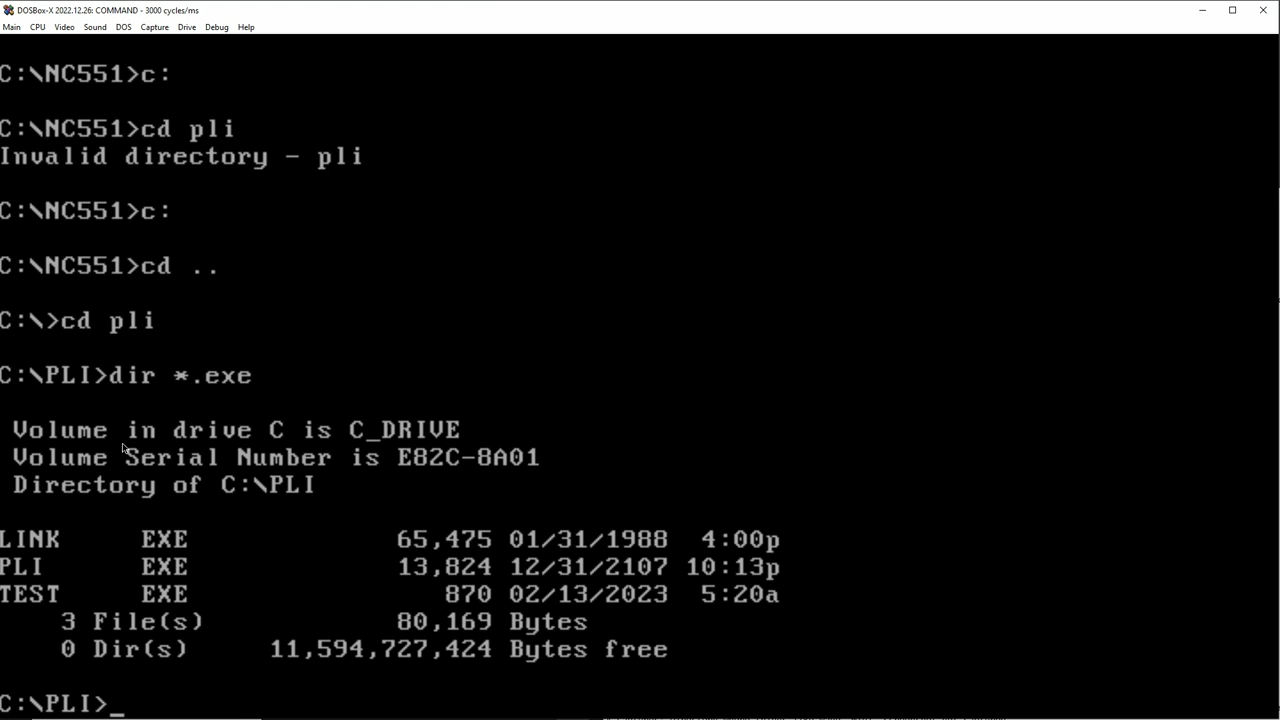 DOSBox-X 2022.12.26: COMMAND - 3000 cycles/ms
Main CPU Video Sound DOS Capture Drive Debug Help
C:\NC551>c:
C:\NC551>cd pli
Invalid directory - pli
C:\NC551>c:
C:\NC551>cd ..
C:\>cd pli
C:\PLI>dir *.exe
Volume in drive C is C_DRIVE
Volume Serial Number is E82C-8A01
Directory of C:\PLI
LINK EXE 65,475 01/31/1988 4:00p
PLI EXE 13,824 12/31/2107 10:13p
TEST EXE 870 02/13/2023 5:20a
3 File(s) 80,169 Bytes
0 Dir(s) 11,594,727,424 Bytes free
C:\PLI>_